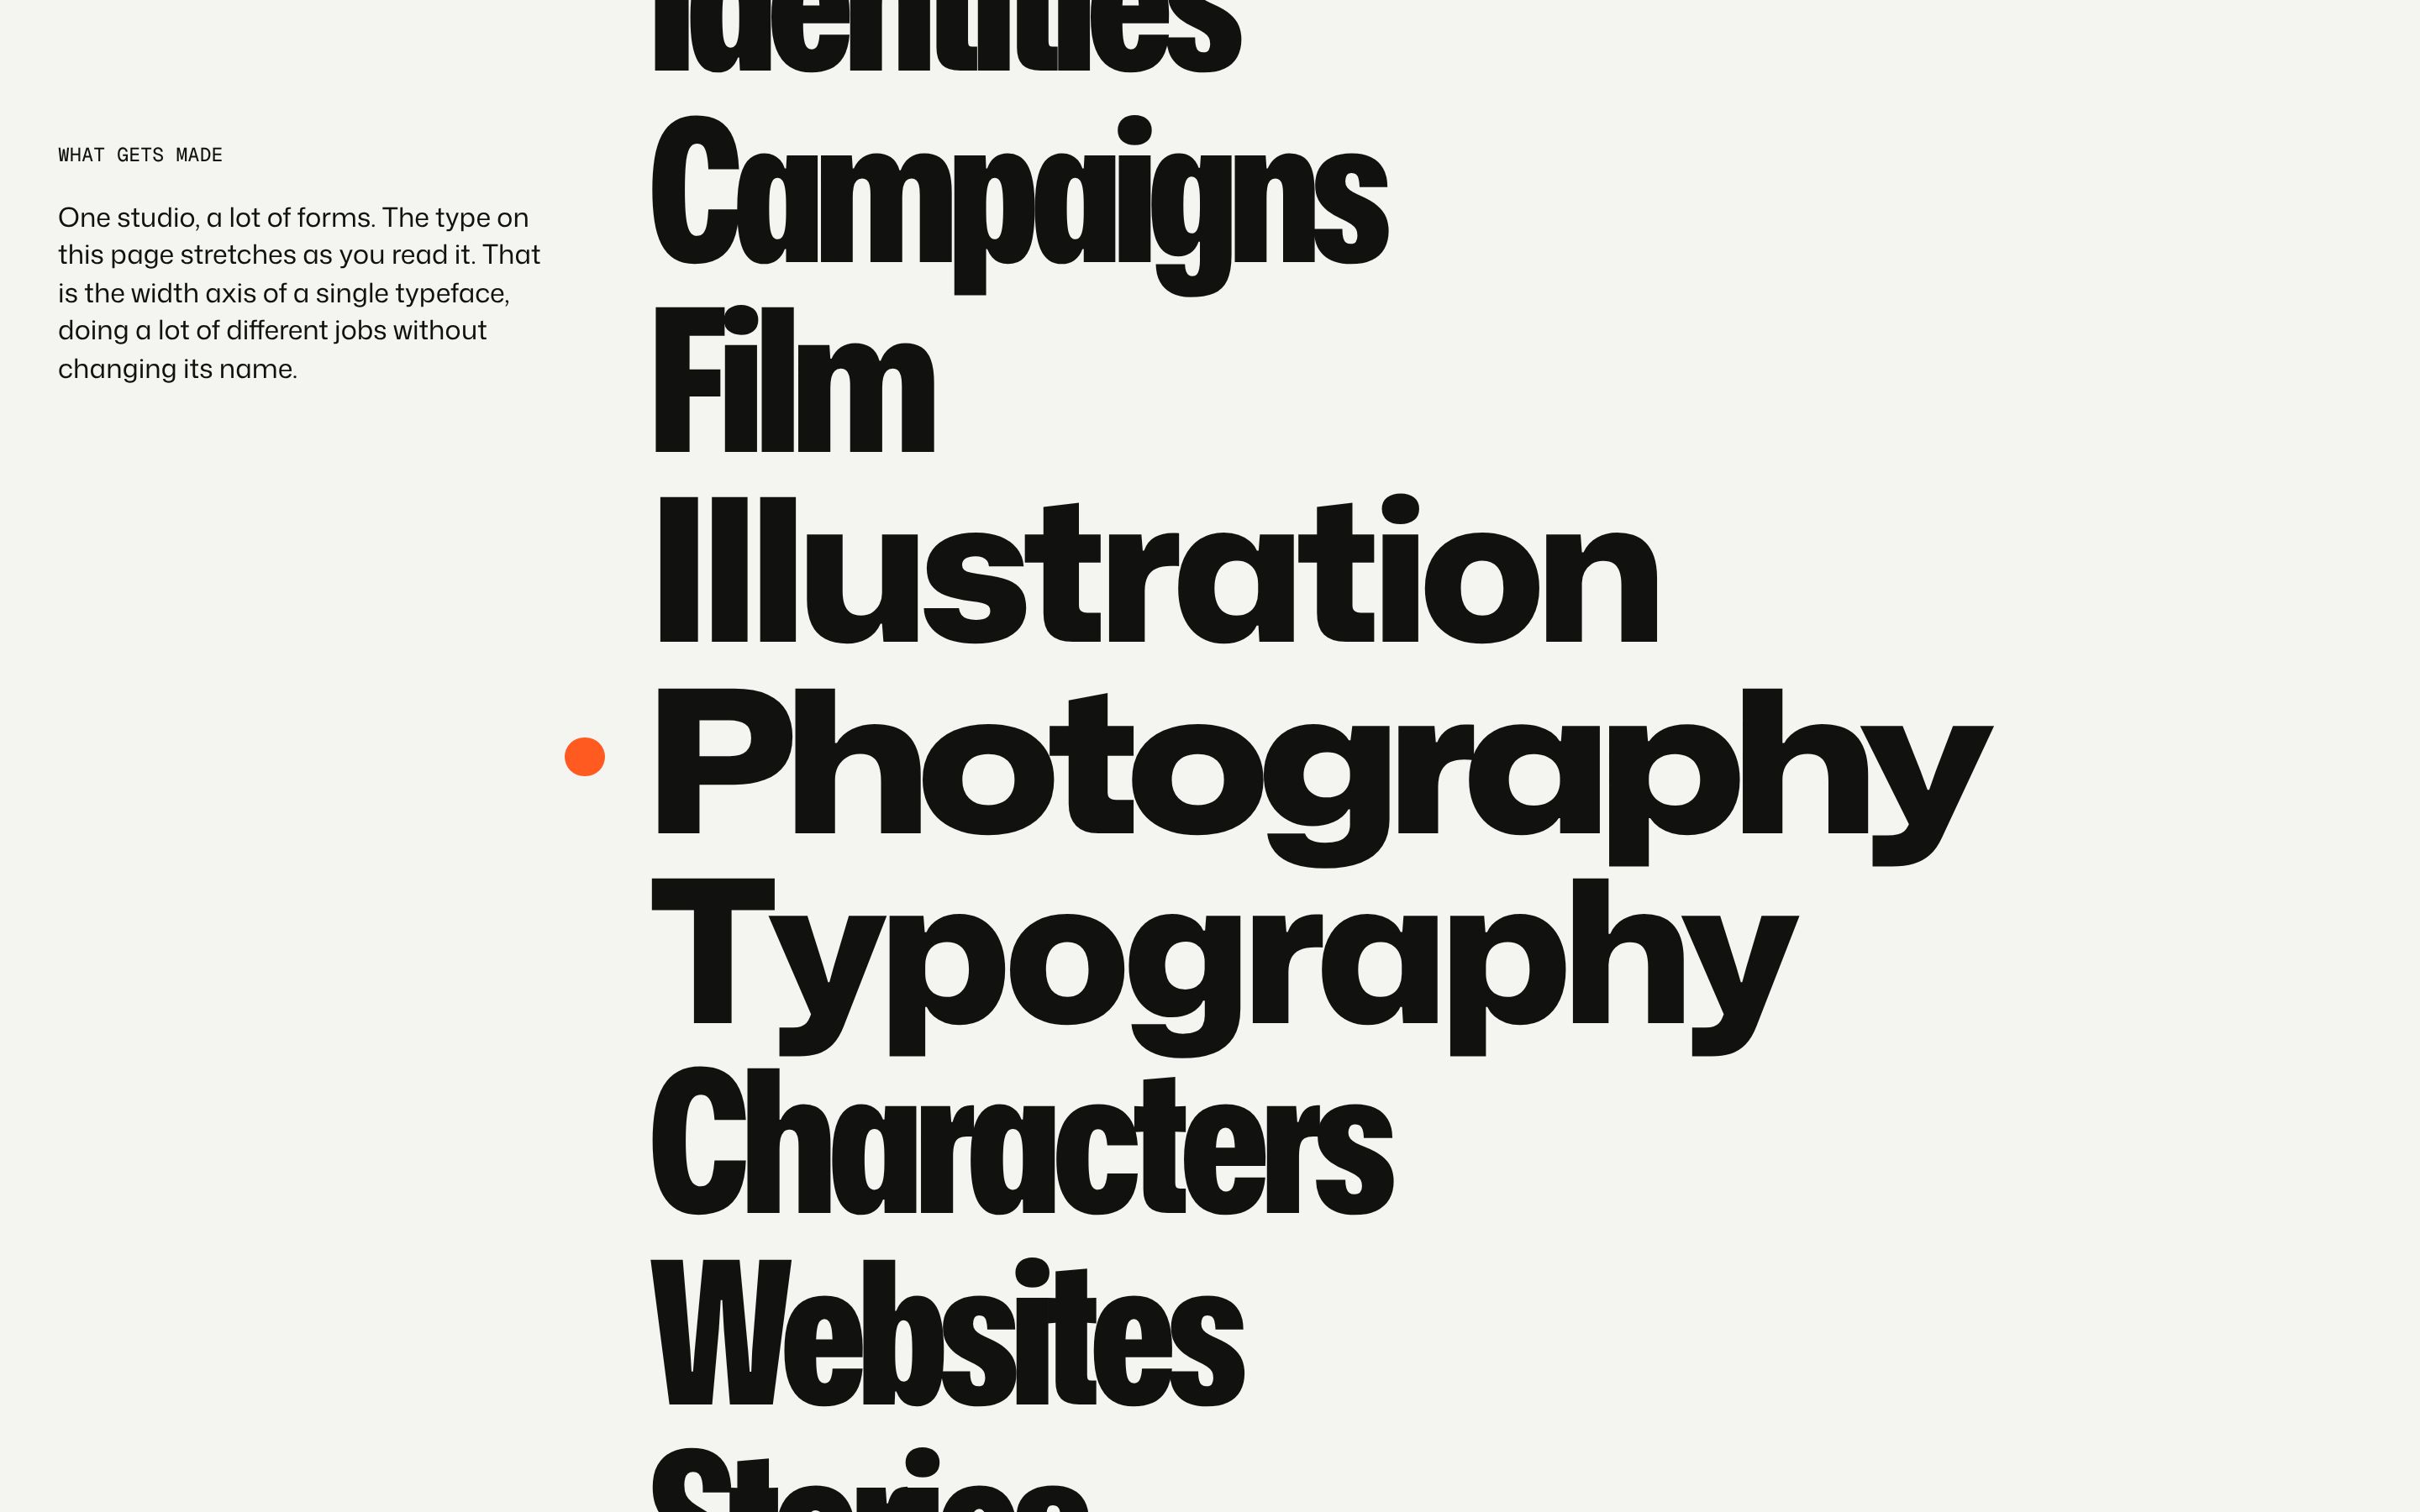 Identities
WHAT GETS MADE
One studio, a lot of forms. The type on
this page stretches as you read it. That
is the width axis of a single typeface,
doing a lot of different jobs without
changing its name.
Campaigns
Film
Illustration
Photography
Typography
Characters
Websites
Stories